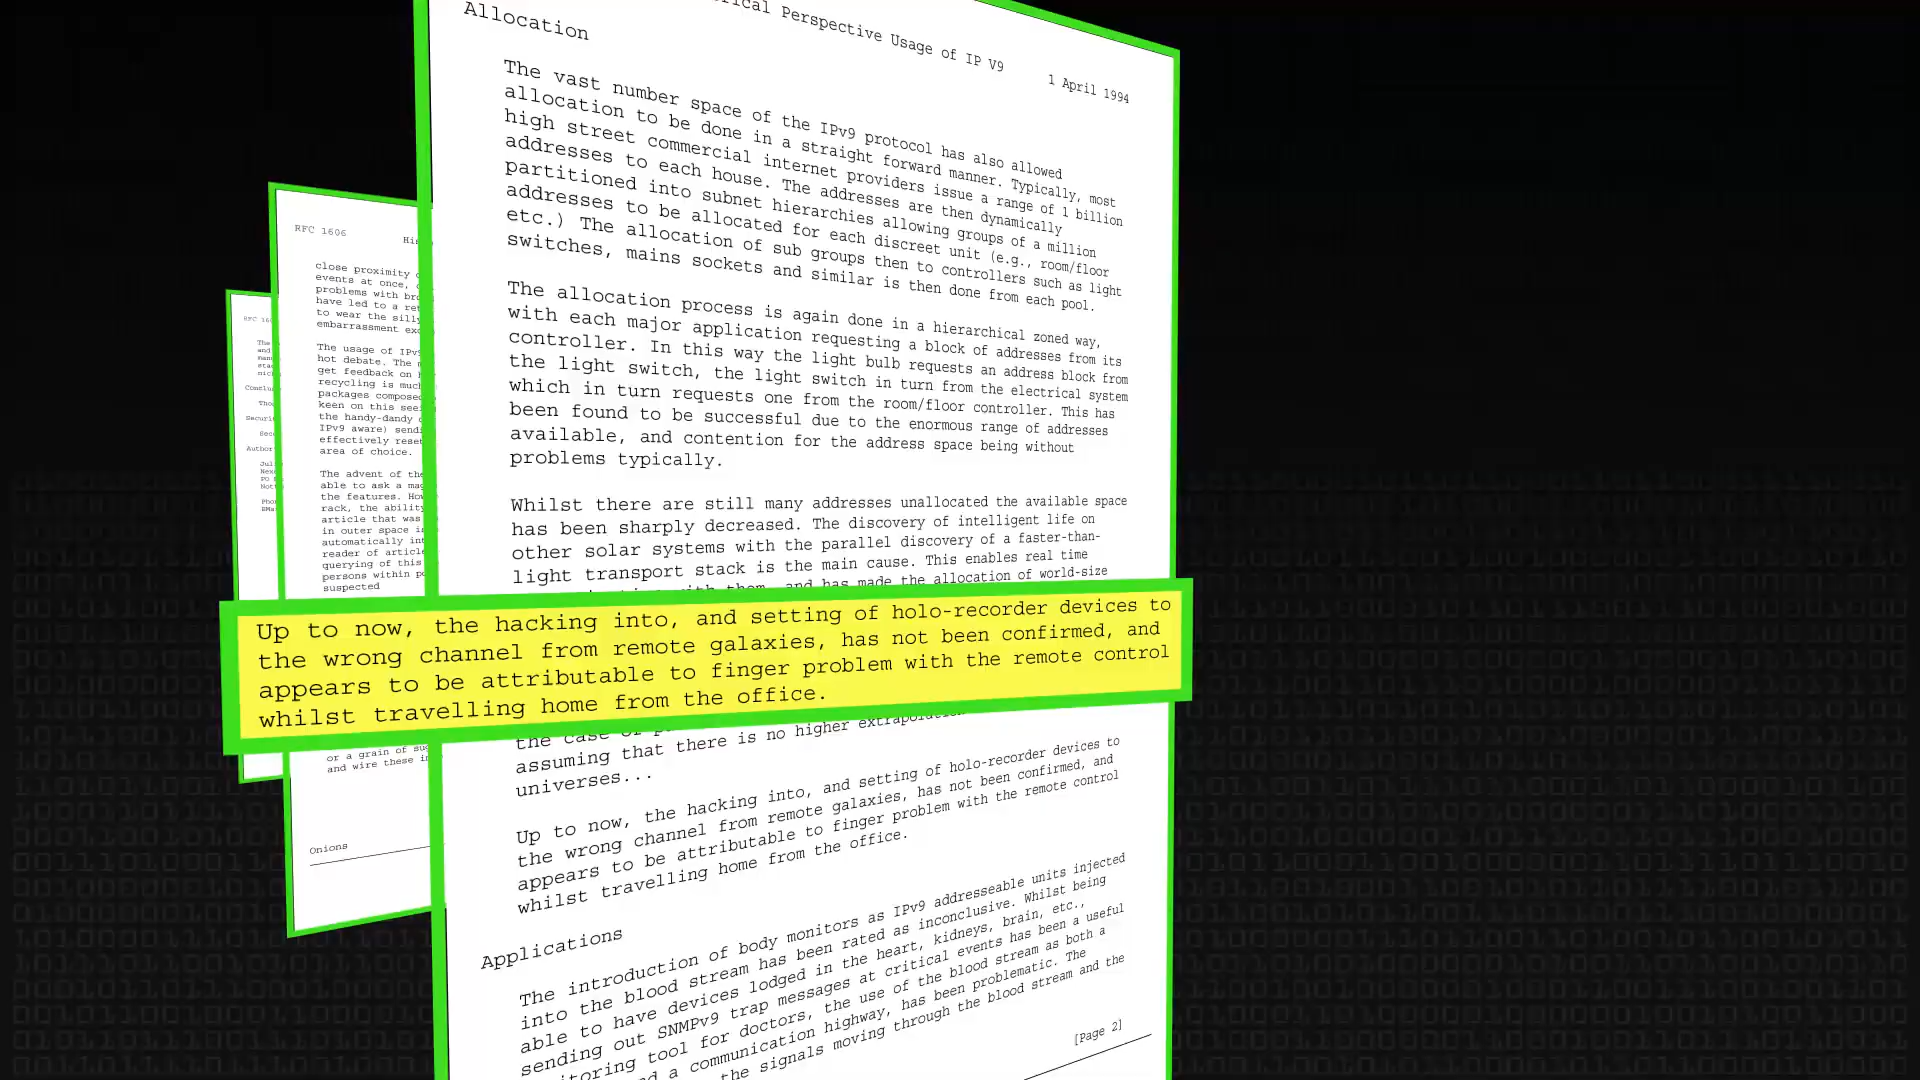 Allocation
Perspective Usage of IP V9
1 April 1994
The vast number space of the IPv9 protocol has also allowed
allocation to be done in a straight forward manner. Typically, most
high street commercial internet providers issue a range of 1 billion
addresses to each house. The addresses are then dynamically
partitioned into subnet hierarchies allowing groups of a million
addresses to be allocated for each discreet unit (e.g., room/floor
etc.) The allocation of sub groups then to controllers such as light
switches, mains sockets and similar is then done from each pool.
The allocation process is again done in a hierarchical zoned way,
with each major application requesting a block of addresses from its
controller. In this way the light bulb requests an address block from
the light switch, the light switch in turn from the electrical system
which in turn requests one from the room/floor controller. This has
been found to be successful due to the enormous range of addresses
available, and contention for the address space being without
problems typically.
Whilst there are still many addresses unallocated the available space
has been sharply decreased. The discovery of intelligent life on
other solar systems with the parallel discovery of a faster-than-
light transport stack is the main cause. This enables real time
with them, and has made the allocation of world-size
Up to now, the hacking into, and setting of holo-recorder devices to
the wrong channel from remote galaxies, has not been confirmed, and
appears to be attributable to finger problem with the remote control
whilst travelling home from the office.
the case of
assuming that there is no higher
universes...
Up to now, the hacking into, and setting of holo-recorder devices to
the wrong channel from remote galaxies, has not been confirmed, and
appears to be attributable to finger problem with the remote control
whilst travelling home from the office.
Applications
The introduction of body monitors as IPv9 addresseable units injected
into the blood stream has been rated as inconclusive. Whilst being
able to have devices lodged in the heart, kidneys, brain, etc.,
sending out SNMPv9 trap messages at critical events has been a useful
tool for doctors, the use of the blood stream as both a
a communication highway, has been problematic. The
the signals moving through the blood stream and the
[Page 2]
RFC 1606
close proximity
events at once,
problems with
have led to a
to wear the silly
embarrassment
The usage of IPv9
hot debate. The
get feedback on
recycling is much
packages composed
keen on this
the handy-dandy
IPv9 aware)
effectively
area of choice.
The advent of the
able to ask a
the features.
rack, the ability
article that was
in outer space
automatically
reader of
querying of this
persons within
suspected
or a grain of
and wire these
Onions